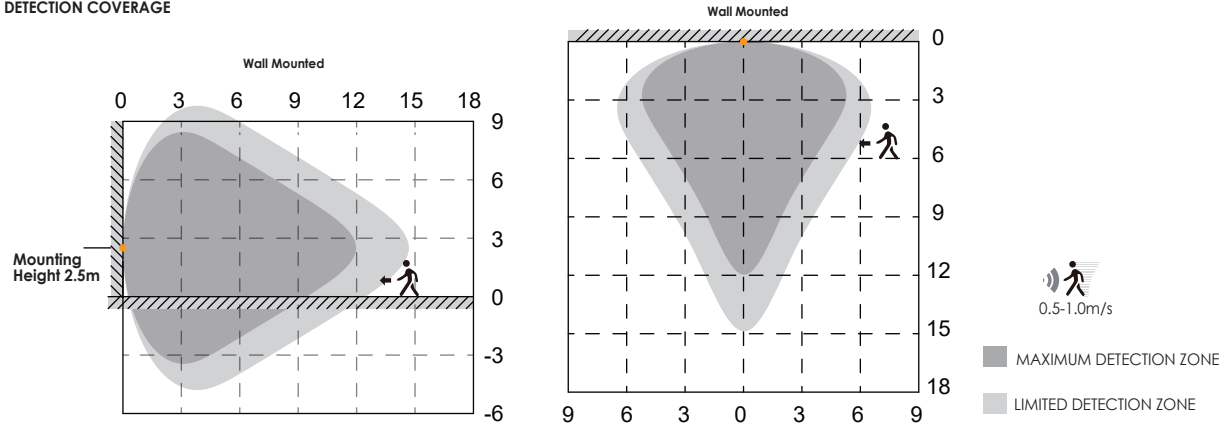 DETECTION COVERAGE
Wall Mounted
0 3 6 9 12 15 18
9
6
3
0
-3
-6
Mounting
Height 2.5m
Wall Mounted
0
3
6
9
12
15
18
9 6 3 0 3 6 9
0.5-1.0m/s
MAXIMUM DETECTION ZONE
LIMITED DETECTION ZONE